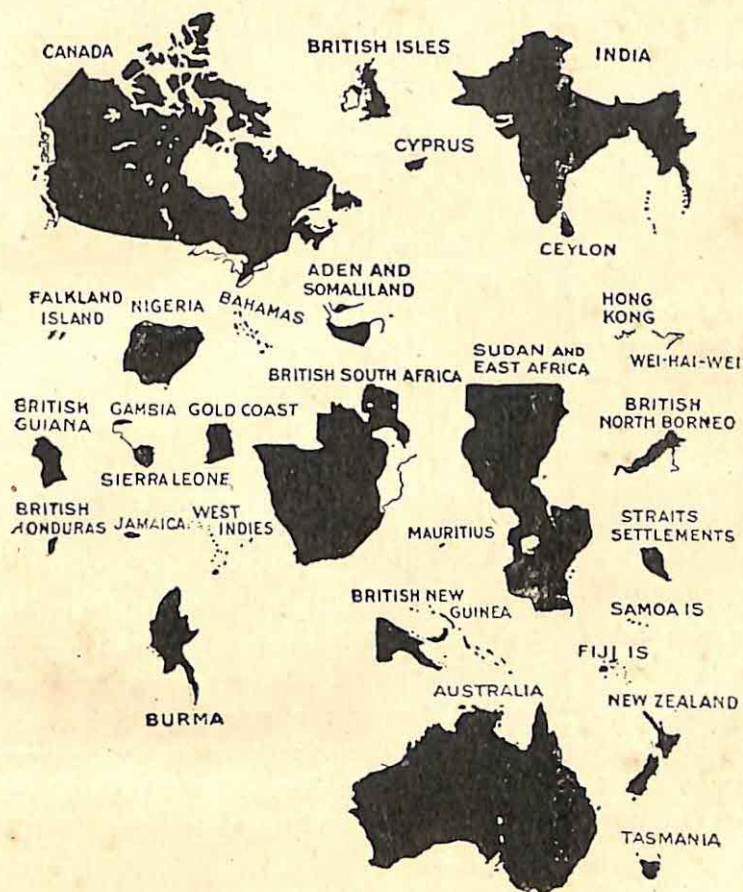 CANADA
BRITISH ISLES
INDIA
CYPRUS
CEYLON
ADEN AND
SOMALILAND
FALKLAND
ISLAND
NIGERIA
BAHAMAS
HONG
KONG
WEI-HAI-WEI
BRITISH SOUTH AFRICA
SUDAN AND
EAST AFRICA
BRITISH
GUIANA
GAMBIA
GOLD COAST
BRITISH
NORTH BORNEO
SIERRA LEONE
BRITISH
HONDURAS
JAMAICA
WEST
INDIES
MAURITIUS
STRAITS
SETTLEMENTS
BRITISH NEW
GUINEA
SAMOA IS
FIJI IS
BURMA
AUSTRALIA
NEW ZEALAND
TASMANIA